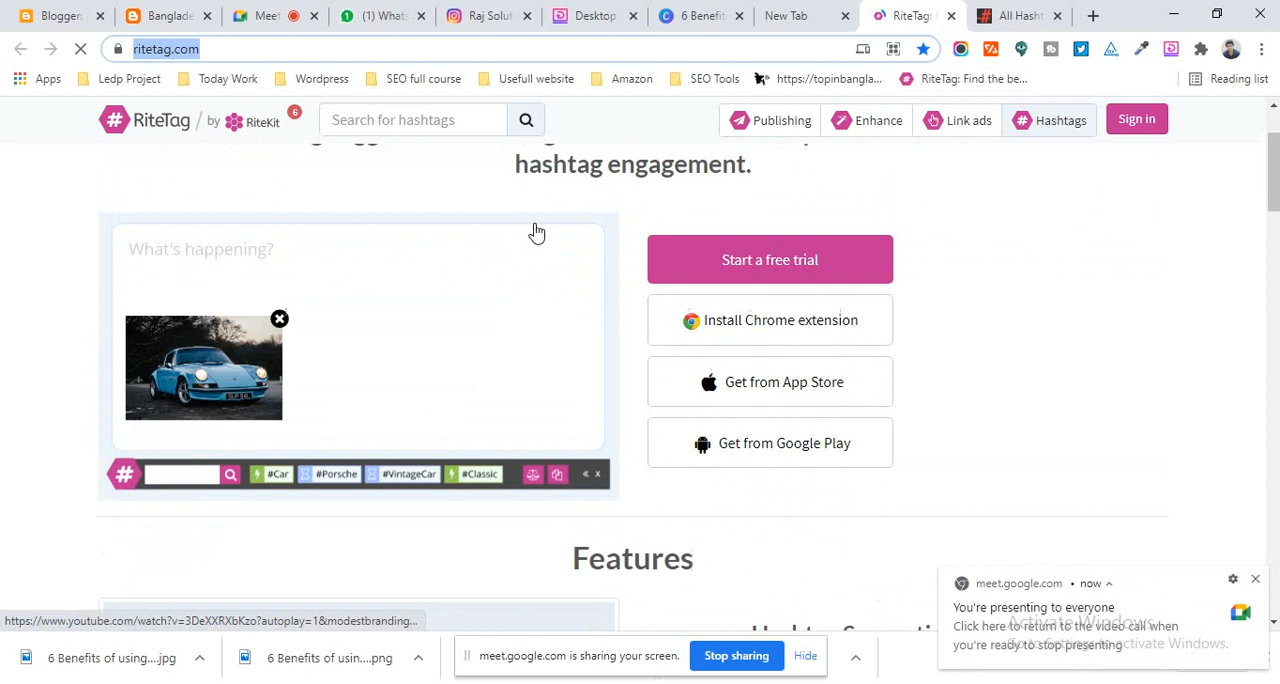 Blogger:
Banglade
Meet
(1) Whats
Raj Solut
Desktop
6 Benefit
New Tab
RiteTag:
All Hasht
ritetag.com
Apps
Ledp Project
Today Work
Wordpress
SEO full course
Usefull website
Amazon
SEO Tools
https://topinbangla...
RiteTag: Find the be...
Reading list
# RiteTag / by RiteKit 6
Search for hashtags
Publishing
Enhance
Link ads
# Hashtags
Sign in
hashtag engagement.
What's happening?
Start a free trial
Install Chrome extension
Get from App Store
Get from Google Play
# #Car #Porsche #VintageCar #Classic « x
Features
meet.google.com • now
You're presenting to everyone
Click here to return to the video call when
you're ready to stop presenting
Activate Windows
Go to Settings to activate Windows.
https://www.youtube.com/watch?v=3DeXXRXbKzo?autoplay=1&modestbranding...
6 Benefits of using....jpg
6 Benefits of usin....png
meet.google.com is sharing your screen.
Stop sharing
Hide